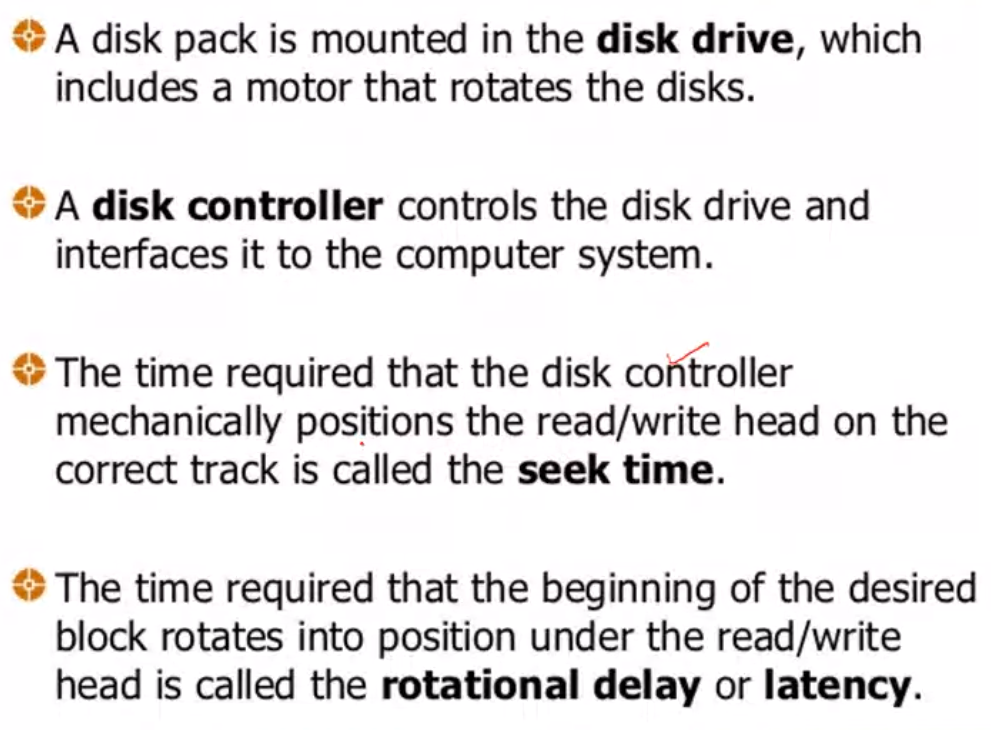 A disk pack is mounted in the disk drive, which
includes a motor that rotates the disks.
A disk controller controls the disk drive and
interfaces it to the computer system.
The time required that the disk controller
mechanically positions the read/write head on the
correct track is called the seek time.
The time required that the beginning of the desired
block rotates into position under the read/write
head is called the rotational delay or latency.